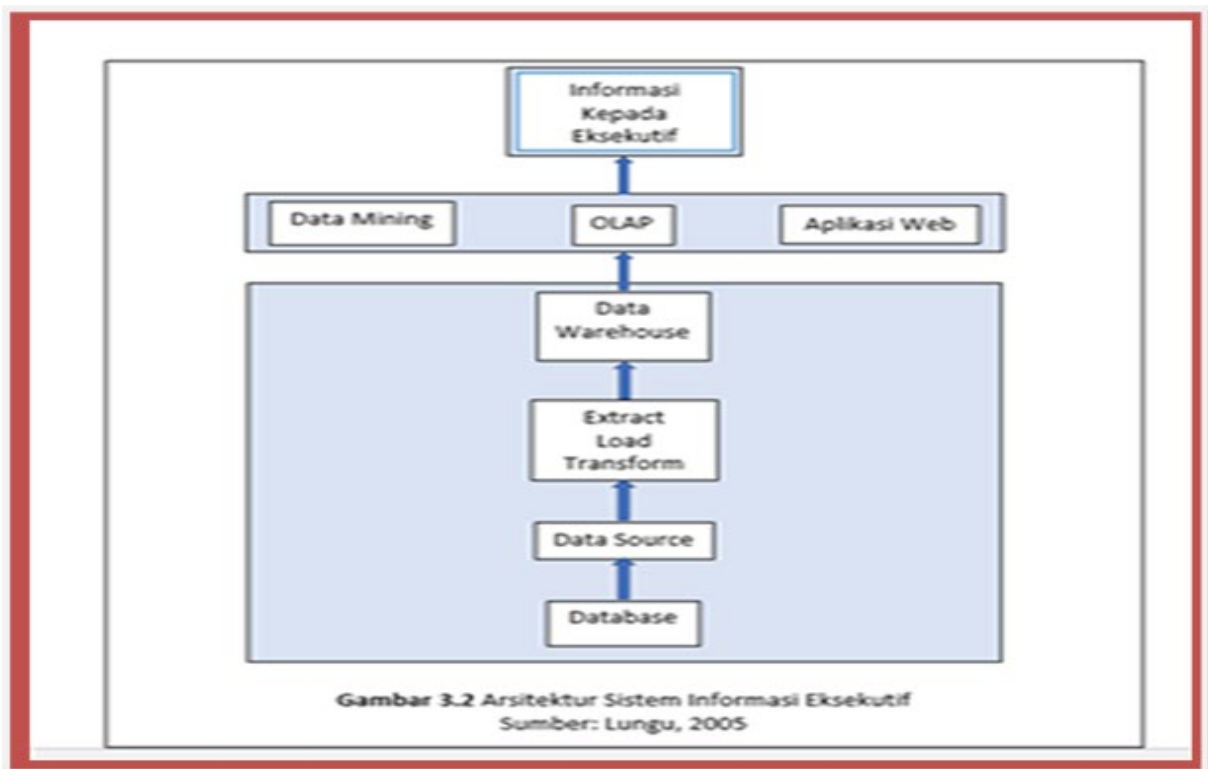 Informasi
Kepada
Eksekutif
Data Mining
OLAP
Aplikasi Web
Data
Warehouse
Extract
Load
Transform
Data Source
Database
Gambar 3.2 Arsitektur Sistem Informasi Eksekutif
Sumber: Lungu, 2005